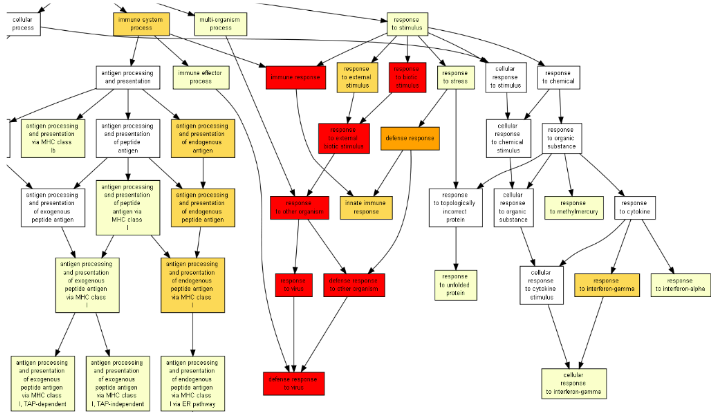 cellular
process
immune system
process
multi-organism
process
response
to stimulus
antigen processing
and presentation
immune effector
process
immune response
response
to external
stimulus
response
to biotic
stimulus
response
to stress
cellular
response
to stimulus
response
to chemical
antigen processing
and presentation
via MHC class
Ib
antigen processing
and presentation
of peptide
antigen
antigen processing
and presentation
of endogenous
antigen
response
to external
biotic stimulus
defense response
cellular
response
to chemical
stimulus
response
to organic
substance
antigen processing
and presentation
of exogenous
peptide antigen
antigen processing
and presentation
of peptide
antigen via
MHC class
I
antigen processing
and presentation
of endogenous
peptide antigen
response
to other organism
innate immune
response
response
to topologically
incorrect
protein
cellular
response
to organic
substance
response
to methylmercury
response
to cytokine
antigen processing
and presentation
of exogenous
peptide antigen
via MHC class
I
antigen processing
and presentation
of endogenous
peptide antigen
via MHC class
I
response
to virus
defense response
to other organism
response
to unfolded
protein
cellular
response
to cytokine
stimulus
response
to interferon-gamma
response
to interferon-alpha
antigen processing
and presentation
of exogenous
peptide antigen
via MHC class
I, TAP-dependent
antigen processing
and presentation
of exogenous
peptide antigen
via MHC class
I, TAP-independent
antigen processing
and presentation
of endogenous
peptide antigen
via MHC class
I via ER pathway
defense response
to virus
cellular
response
to interferon-gamma